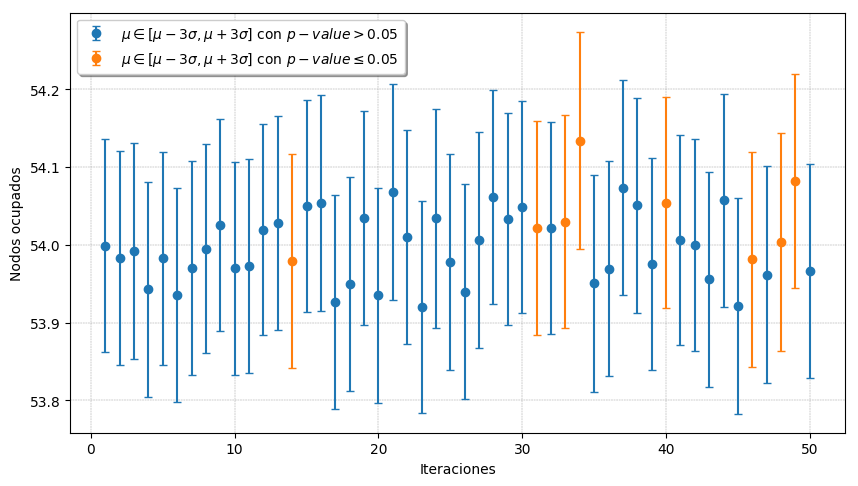 μ ∈ [μ − 3σ, μ + 3σ] con p − value > 0.05
μ ∈ [μ − 3σ, μ + 3σ] con p − value ≤ 0.05
Nodos ocupados
54.2
54.1
54.0
53.9
53.8
0 10 20 30 40 50
Iteraciones